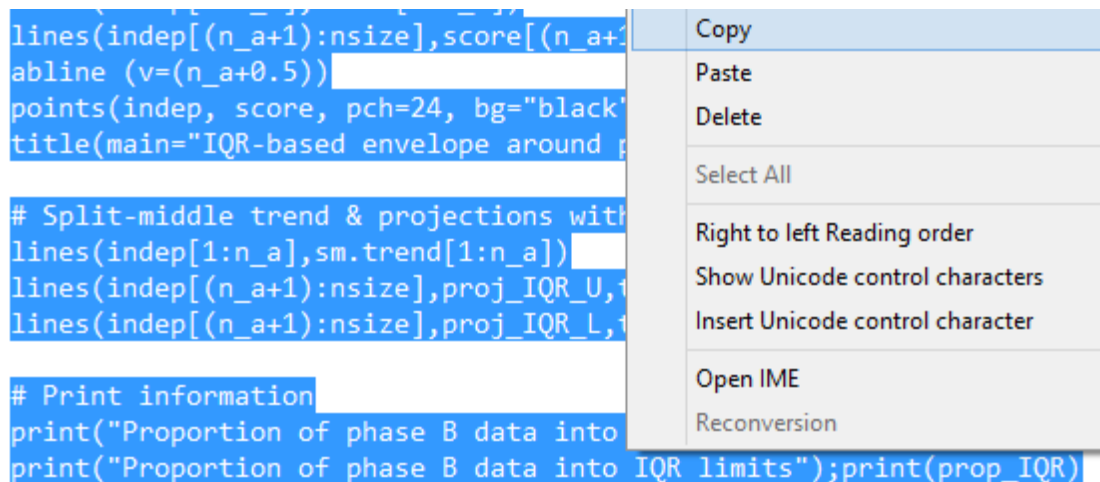 lines(indep[(n_a+1):nsize],score[(n_a+1
abline (v=(n_a+0.5))
points(indep, score, pch=24, bg="black"
title(main="IQR-based envelope around
# Split-middle trend & projections with
lines(indep[1:n_a],sm.trend[1:n_a])
lines(indep[(n_a+1):nsize],proj_IQR_U,
lines(indep[(n_a+1):nsize],proj_IQR_L,
# Print information
print("Proportion of phase B data into
print("Proportion of phase B data into IQR limits");print(prop_IQR)
Copy
Paste
Delete
Select All
Right to left Reading order
Show Unicode control characters
Insert Unicode control character
Open IME
Reconversion